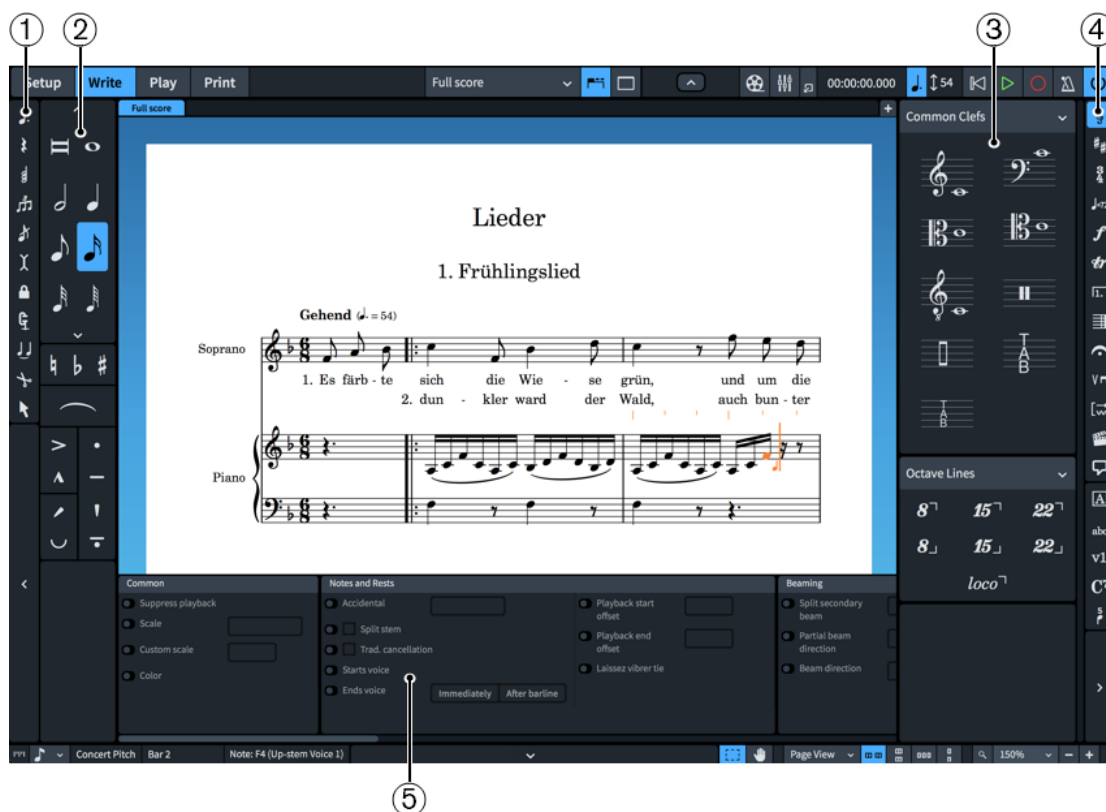 ① ② ③ ④
Setup Write Play Print Full score 00:00:00.000 54
Full score
Common Clefs
Lieder
1. Frühlingslied
Gehend (♩. = 54)
Soprano
1. Es färb - te sich die Wie - se grün, und um die
2. dun - kler ward der Wald, auch bun - ter
Piano
T
A
B
T
A
B
Octave Lines
8 15 22
8 15 22
loco
Common
Suppress playback
Scale
Custom scale
Color
Notes and Rests
Accidental
Split stem
Trad. cancellation
Starts voice
Ends voice
Immediately After barline
Playback start
offset
Playback end
offset
Laissez vibrer tie
Beaming
Split secondary
beam
Partial beam
direction
Beam direction
Concert Pitch Bar 2 Note: F4 (Up-stem Voice 1) Page View 150%
⑤